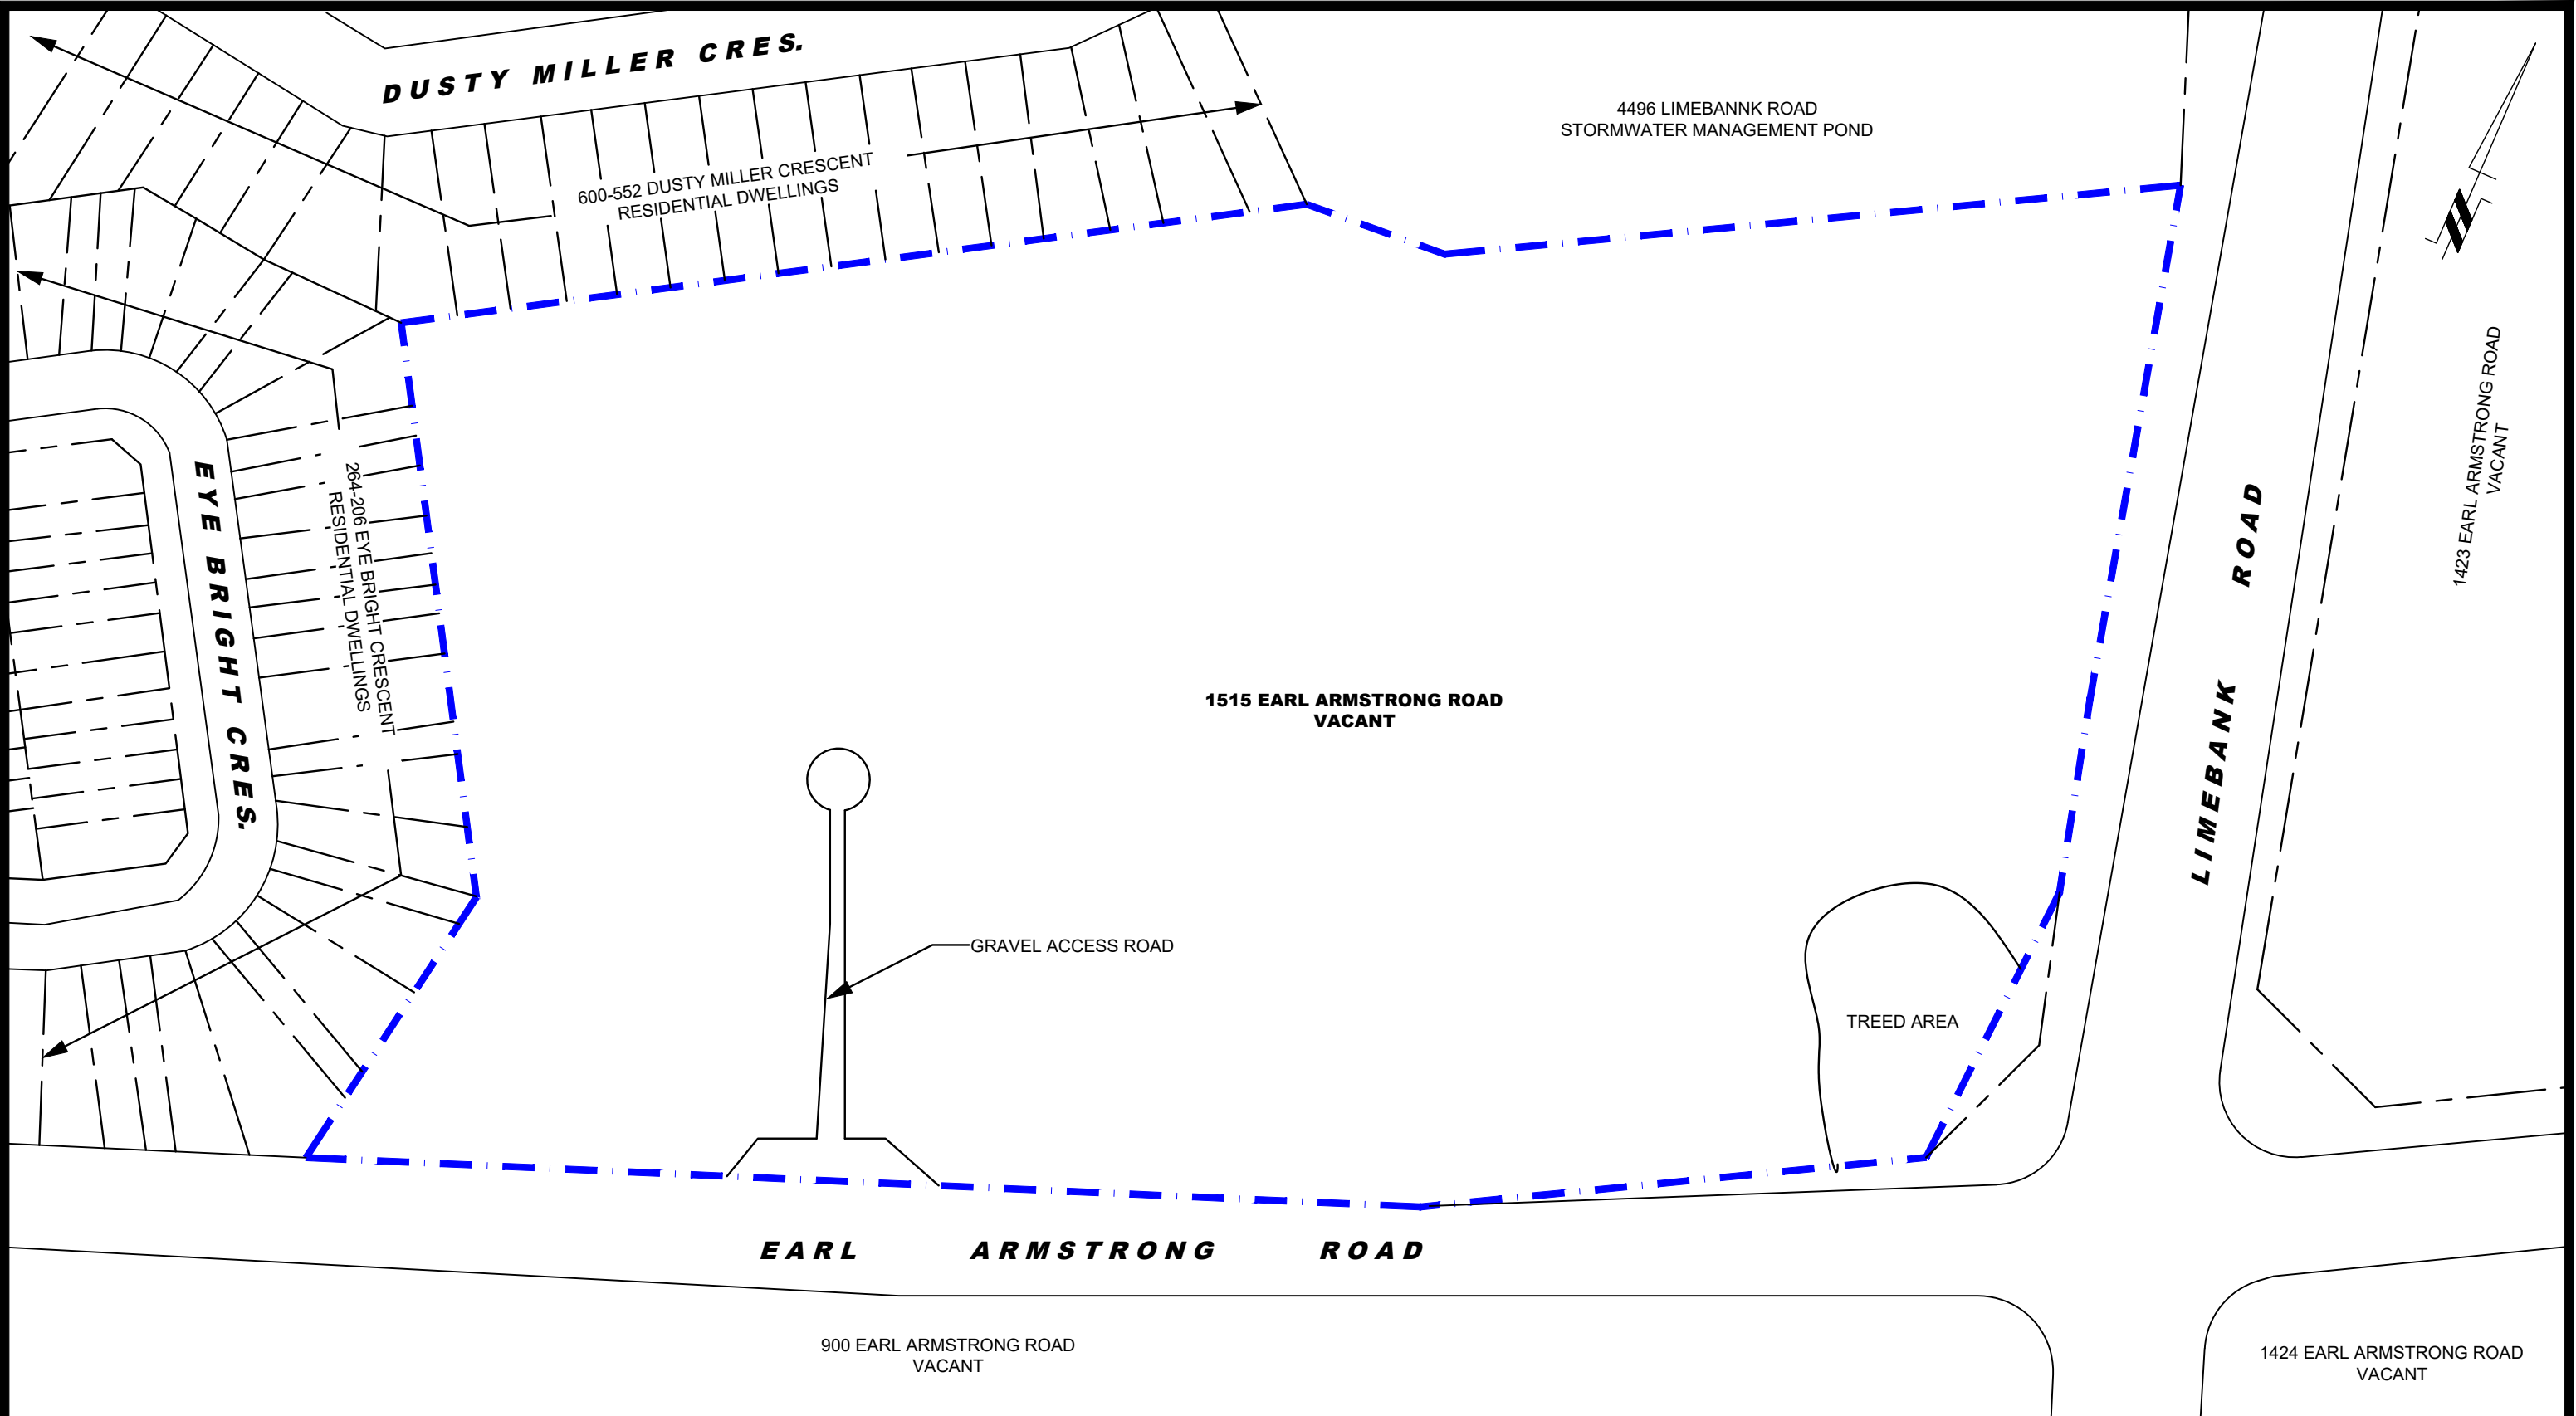 DUSTY MILLER CRES.
4496 LIMEBANNK ROAD
STORMWATER MANAGEMENT POND
600-552 DUSTY MILLER CRESCENT
RESIDENTIAL DWELLINGS
1423 EARL ARMSTRONG ROAD
VACANT
EYE BRIGHT CRES.
264-206 EYE BRIGHT CRESCENT
RESIDENTIAL DWELLINGS
LIMEBANK ROAD
1515 EARL ARMSTRONG ROAD
VACANT
GRAVEL ACCESS ROAD
TREED AREA
EARL ARMSTRONG ROAD
900 EARL ARMSTRONG ROAD
VACANT
1424 EARL ARMSTRONG ROAD
VACANT